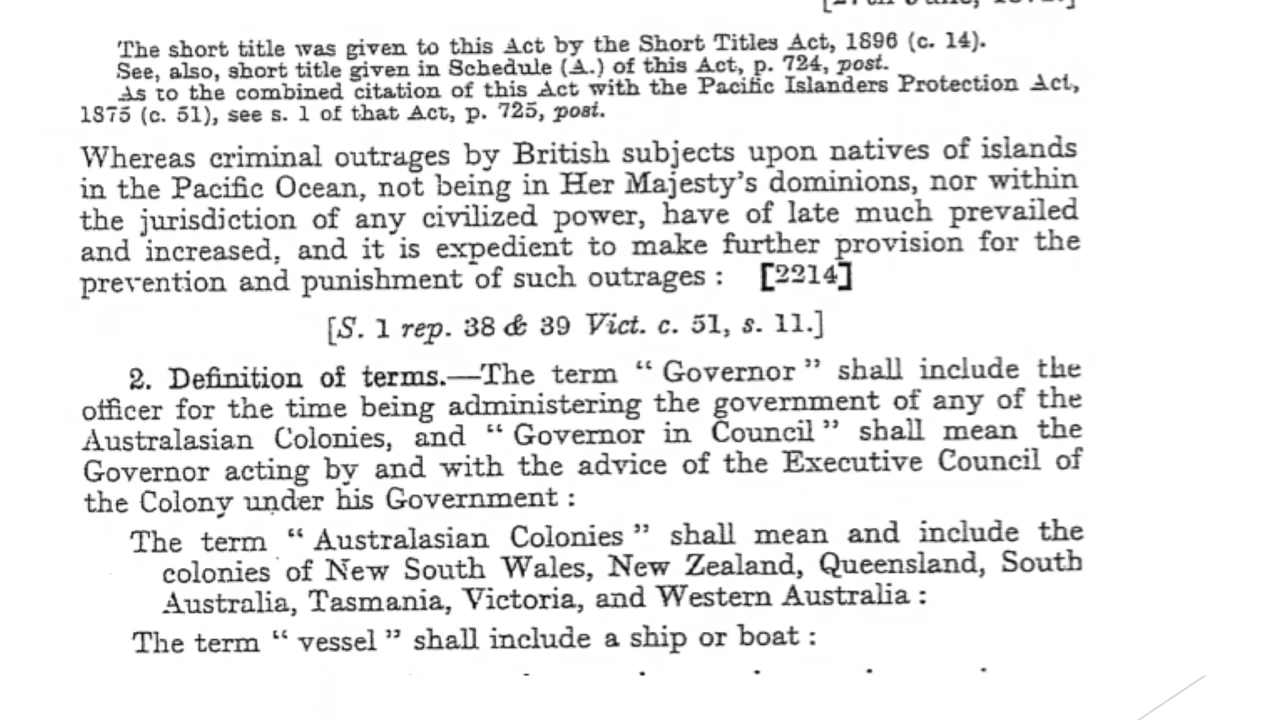 [27th June, 1872.]
The short title was given to this Act by the Short Titles Act, 1896 (c. 14).
See, also, short title given in Schedule (A.) of this Act, p. 724, post.
As to the combined citation of this Act with the Pacific Islanders Protection Act,
1875 (c. 51), see s. 1 of that Act, p. 725, post.
Whereas criminal outrages by British subjects upon natives of islands
in the Pacific Ocean, not being in Her Majesty's dominions, nor within
the jurisdiction of any civilized power, have of late much prevailed
and increased, and it is expedient to make further provision for the
prevention and punishment of such outrages : [2214]
[S. 1 rep. 38 & 39 Vict. c. 51, s. 11.]
2. Definition of terms.—The term “ Governor ” shall include the
officer for the time being administering the government of any of the
Australasian Colonies, and “ Governor in Council ” shall mean the
Governor acting by and with the advice of the Executive Council of
the Colony under his Government :
The term “ Australasian Colonies ” shall mean and include the
colonies of New South Wales, New Zealand, Queensland, South
Australia, Tasmania, Victoria, and Western Australia :
The term “ vessel ” shall include a ship or boat :